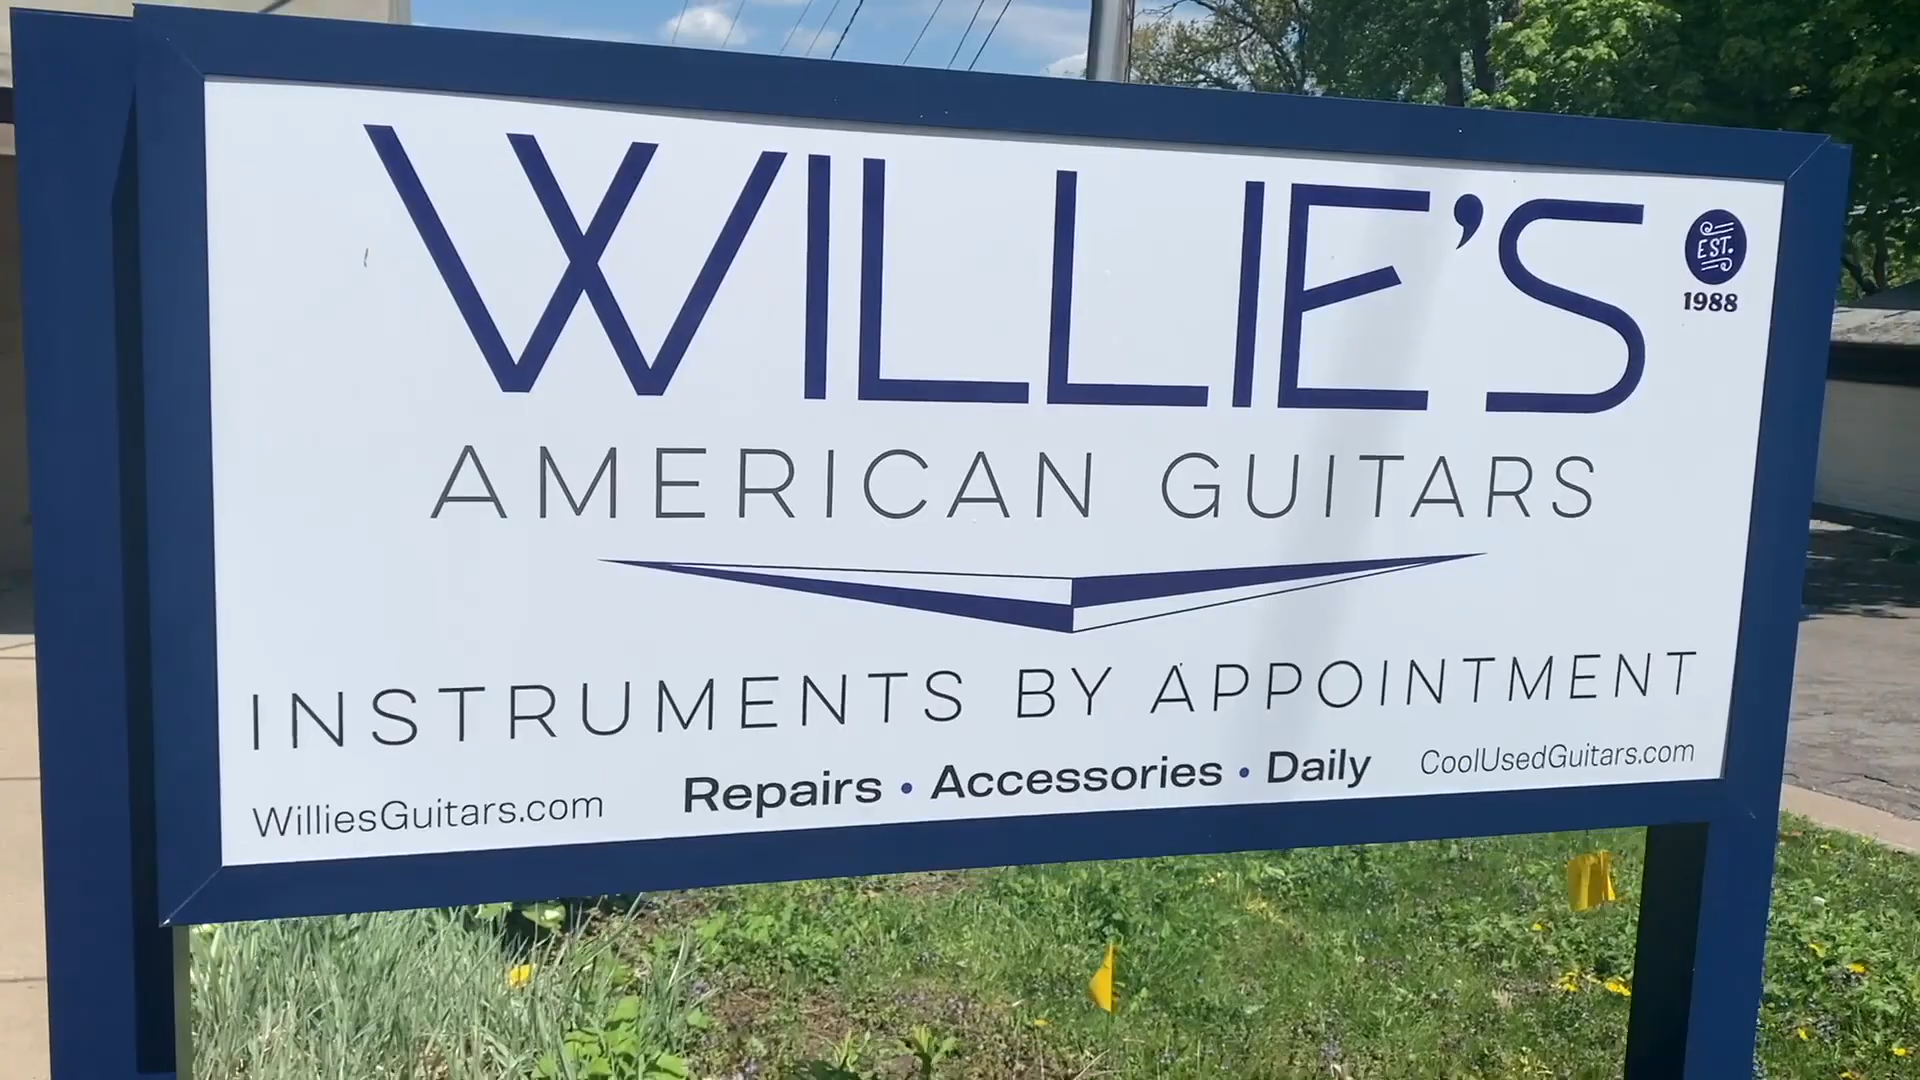 WILLIE'S
EST.
1988
AMERICAN GUITARS
INSTRUMENTS BY APPOINTMENT
WilliesGuitars.com Repairs • Accessories • Daily CoolUsedGuitars.com